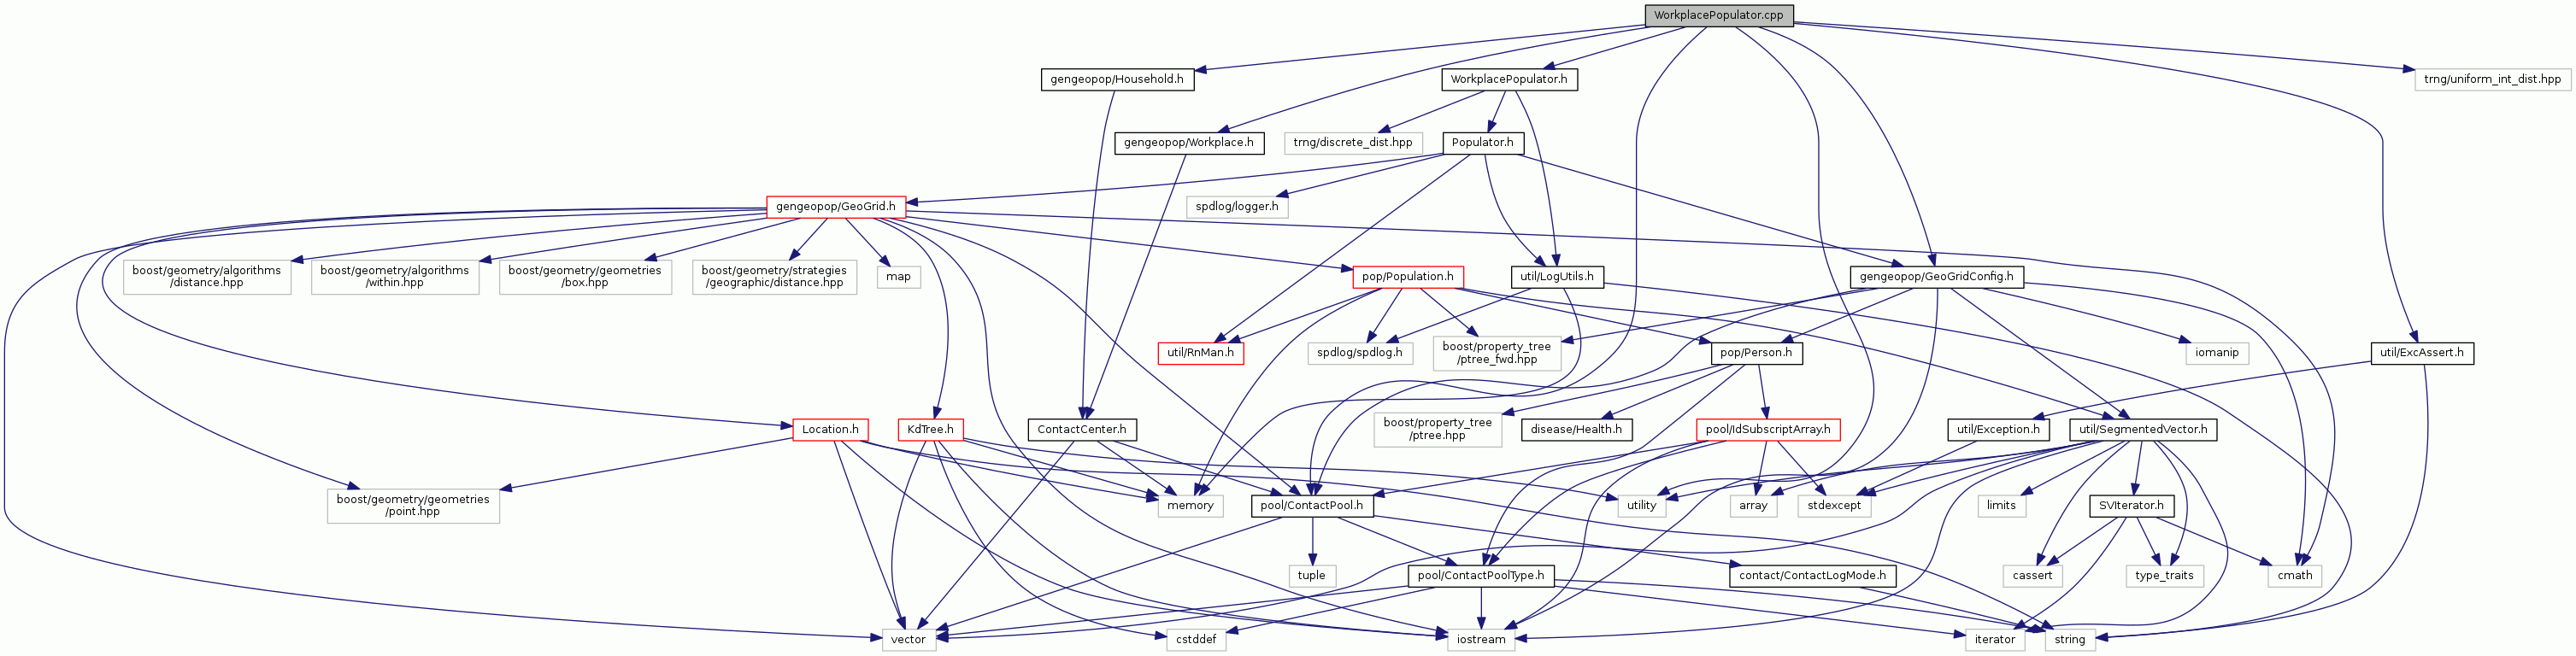 WorkplacePopulator.cpp
gengeopop/Household.h
WorkplacePopulator.h
trng/uniform_int_dist.hpp
gengeopop/Workplace.h
trng/discrete_dist.hpp
Populator.h
gengeopop/GeoGrid.h
spdlog/logger.h
boost/geometry/algorithms
/distance.hpp
boost/geometry/algorithms
/within.hpp
boost/geometry/geometries
/box.hpp
boost/geometry/strategies
/geographic/distance.hpp
map
pop/Population.h
util/LogUtils.h
gengeopop/GeoGridConfig.h
util/RnMan.h
spdlog/spdlog.h
boost/property_tree
/ptree_fwd.hpp
pop/Person.h
iomanip
util/ExcAssert.h
Location.h
KdTree.h
ContactCenter.h
boost/property_tree
/ptree.hpp
disease/Health.h
pool/IdSubscriptArray.h
util/Exception.h
util/SegmentedVector.h
boost/geometry/geometries
/point.hpp
memory
pool/ContactPool.h
utility
array
stdexcept
limits
SVIterator.h
tuple
pool/ContactPoolType.h
contact/ContactLogMode.h
cassert
type_traits
cmath
vector
cstddef
iostream
iterator
string